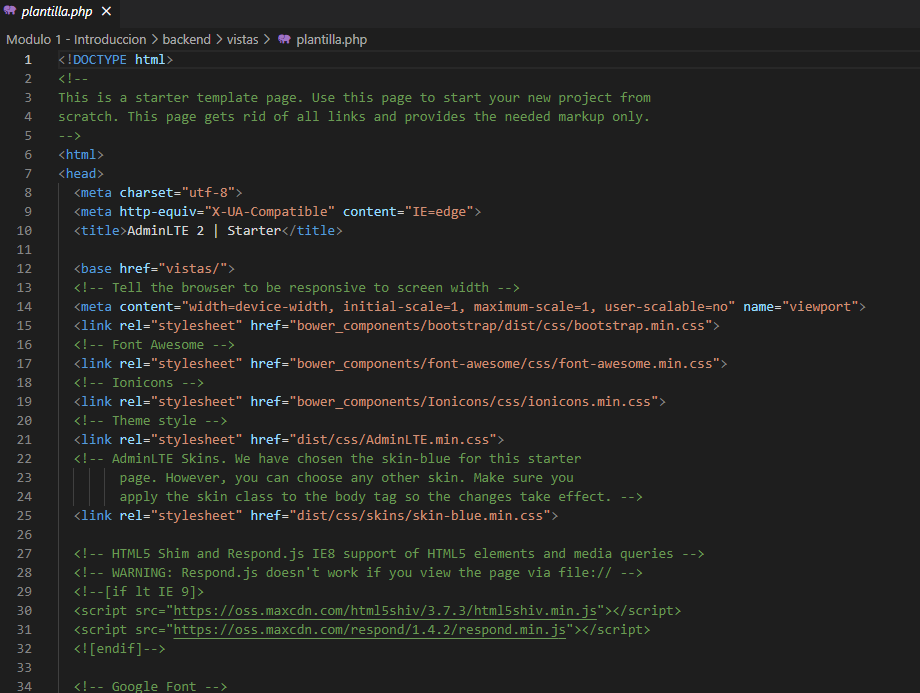 plantilla.php
Modulo 1 - Introduccion > backend > vistas > plantilla.php
1 <!DOCTYPE html>
2 <!--
3 This is a starter template page. Use this page to start your new project from
4 scratch. This page gets rid of all links and provides the needed markup only.
5 -->
6 <html>
7 <head>
8 <meta charset="utf-8">
9 <meta http-equiv="X-UA-Compatible" content="IE=edge">
10 <title>AdminLTE 2 | Starter</title>
11
12 <base href="vistas/">
13 <!-- Tell the browser to be responsive to screen width -->
14 <meta content="width=device-width, initial-scale=1, maximum-scale=1, user-scalable=no" name="viewport">
15 <link rel="stylesheet" href="bower_components/bootstrap/dist/css/bootstrap.min.css">
16 <!-- Font Awesome -->
17 <link rel="stylesheet" href="bower_components/font-awesome/css/font-awesome.min.css">
18 <!-- Ionicons -->
19 <link rel="stylesheet" href="bower_components/Ionicons/css/ionicons.min.css">
20 <!-- Theme style -->
21 <link rel="stylesheet" href="dist/css/AdminLTE.min.css">
22 <!-- AdminLTE Skins. We have chosen the skin-blue for this starter
23 page. However, you can choose any other skin. Make sure you
24 apply the skin class to the body tag so the changes take effect. -->
25 <link rel="stylesheet" href="dist/css/skins/skin-blue.min.css">
26
27 <!-- HTML5 Shim and Respond.js IE8 support of HTML5 elements and media queries -->
28 <!-- WARNING: Respond.js doesn't work if you view the page via file:// -->
29 <!--[if lt IE 9]>
30 <script src="https://oss.maxcdn.com/html5shiv/3.7.3/html5shiv.min.js"></script>
31 <script src="https://oss.maxcdn.com/respond/1.4.2/respond.min.js"></script>
32 <![endif]-->
33
34 <!-- Google Font -->